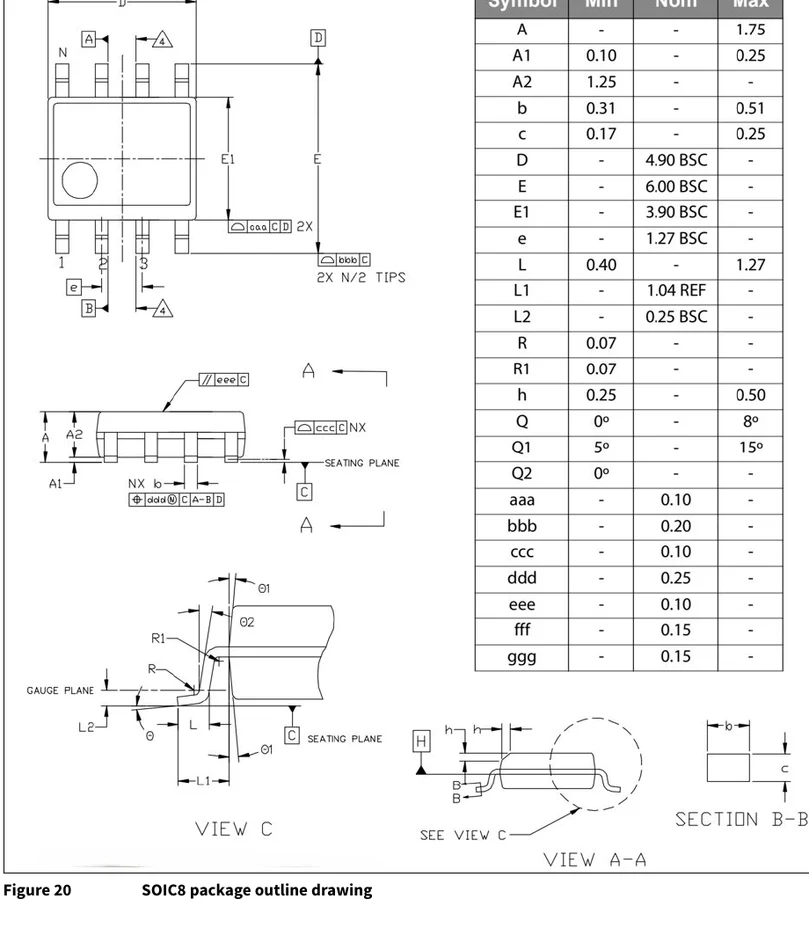 Symbol Min Nom Max
A - - 1.75
A1 0.10 - 0.25
A2 1.25 - -
b 0.31 - 0.51
c 0.17 - 0.25
D - 4.90 BSC -
E - 6.00 BSC -
E1 - 3.90 BSC -
e - 1.27 BSC -
L 0.40 - 1.27
L1 - 1.04 REF -
L2 - 0.25 BSC -
R 0.07 - -
R1 0.07 - -
h 0.25 - 0.50
Q 0º - 8º
Q1 5º - 15º
Q2 0º - -
aaa - 0.10 -
bbb - 0.20 -
ccc - 0.10 -
ddd - 0.25 -
eee - 0.10 -
fff - 0.15 -
ggg - 0.15 -
D
A 4 D
N
E1 E
aaa C D 2X
bbb C
1 2 3
2X N/2 TIPS
e
B 4
// eee C
A
ccc C NX
A A2
SEATING PLANE
A1 NX b
C
ddd M C A-B D
A
Θ1
Θ2
R1
R
GAUGE PLANE
L2 Θ L
C SEATING PLANE
Θ1
L1
VIEW C
h h
H
B
B
SEE VIEW C
VIEW A-A
b
c
SECTION B-B
Figure 20 SOIC8 package outline drawing